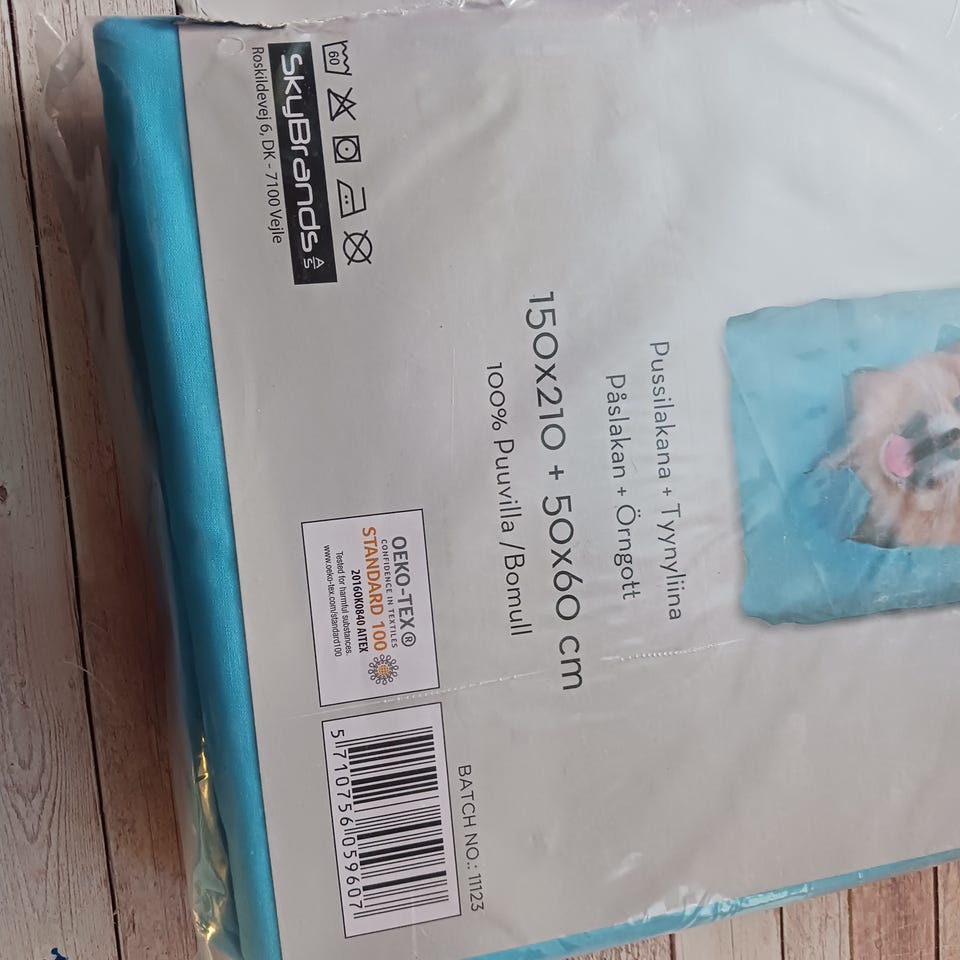 Pussilakana + Tyynyliina
Påslakan + Örngott
150x210 + 50x60 cm
100% Puuvilla /Bomull
60
SkyBrands A/S
Roskildevej 6, DK - 7100 Vejle
OEKO-TEX®
CONFIDENCE IN TEXTILES
STANDARD 100
2016OK0840 AITEX
Tested for harmful substances.
www.oeko-tex.com/standard100
BATCH NO.: 11123
5 710756 059607